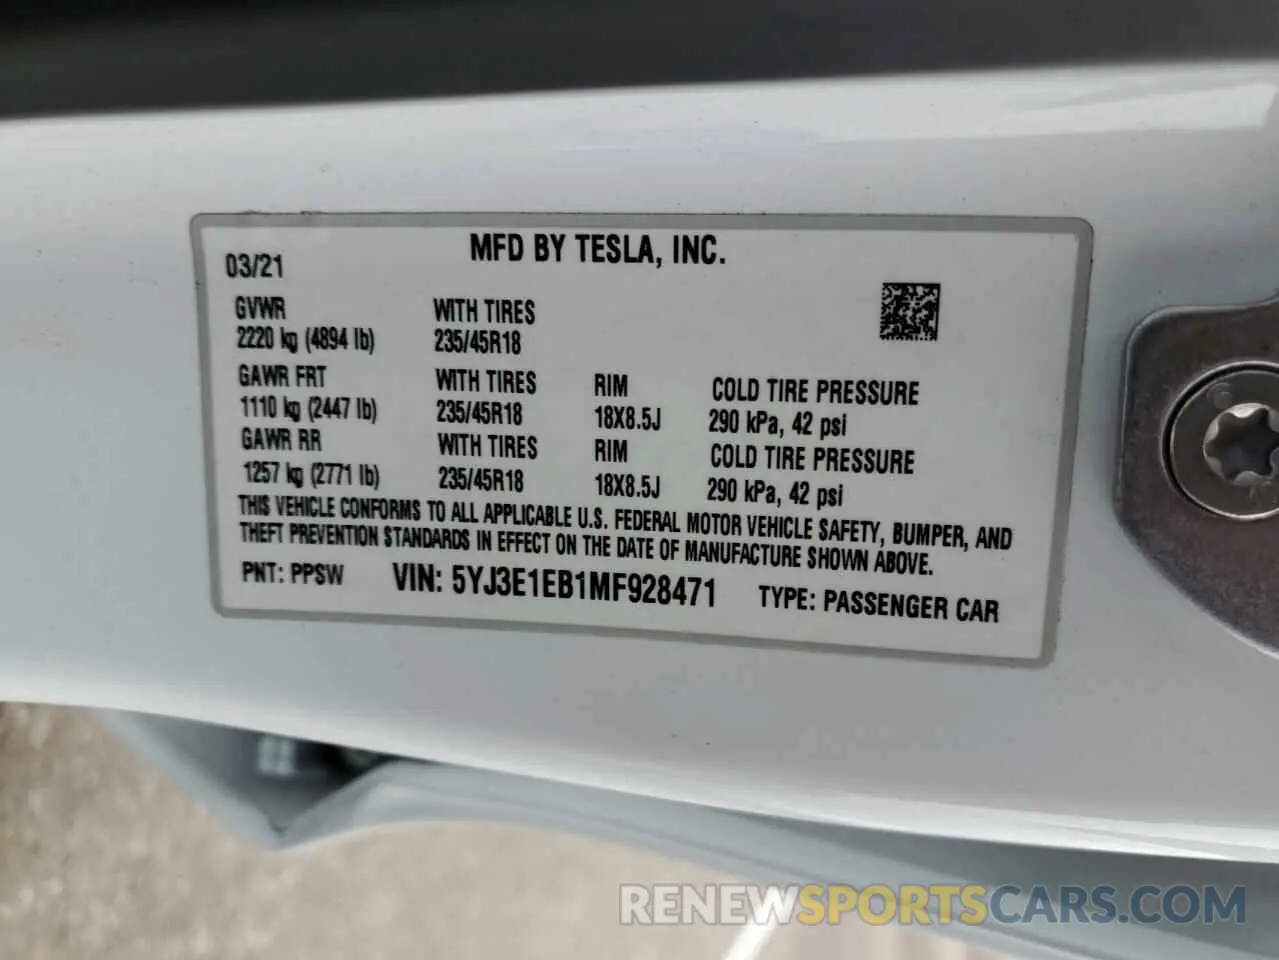 MFD BY TESLA, INC.
03/21
GVWR WITH TIRES
2220 kg (4894 lb) 235/45R18
GAWR FRT WITH TIRES RIM COLD TIRE PRESSURE
1110 kg (2447 lb) 235/45R18 18X8.5J 290 kPa, 42 psi
GAWR RR WITH TIRES RIM COLD TIRE PRESSURE
1257 kg (2771 lb) 235/45R18 18X8.5J 290 kPa, 42 psi
THIS VEHICLE CONFORMS TO ALL APPLICABLE U.S. FEDERAL MOTOR VEHICLE SAFETY, BUMPER, AND
THEFT PREVENTION STANDARDS IN EFFECT ON THE DATE OF MANUFACTURE SHOWN ABOVE.
PNT: PPSW VIN: 5YJ3E1EB1MF928471 TYPE: PASSENGER CAR
RENEWSPORTSCARS.COM